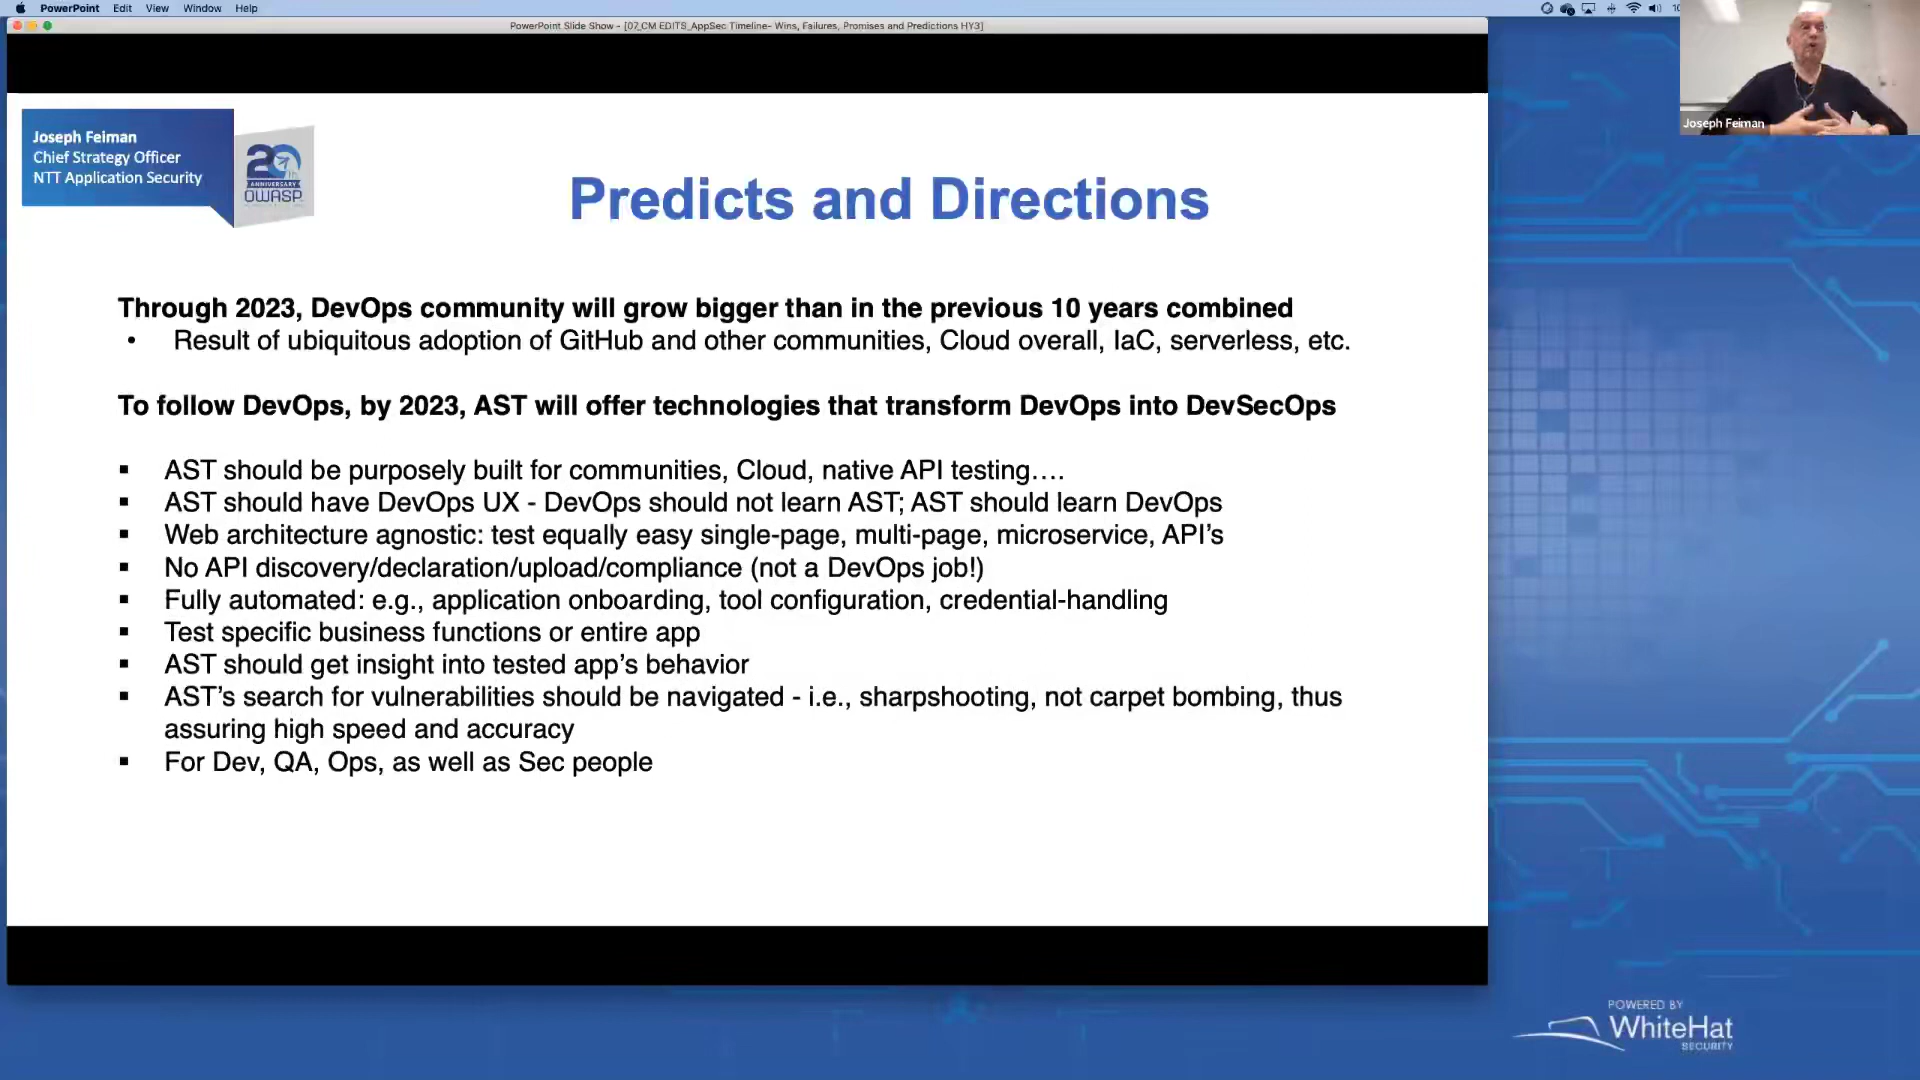 PowerPoint Edit View Window Help
PowerPoint Slide Show - [07_CM EDITS_AppSec Timeline- Wins, Failures, Promises and Predictions HY3]
Joseph Feiman
Joseph Feiman
Chief Strategy Officer
NTT Application Security
20th
ANNIVERSARY
OWASP
Predicts and Directions
Through 2023, DevOps community will grow bigger than in the previous 10 years combined
• Result of ubiquitous adoption of GitHub and other communities, Cloud overall, IaC, serverless, etc.
To follow DevOps, by 2023, AST will offer technologies that transform DevOps into DevSecOps
▪ AST should be purposely built for communities, Cloud, native API testing….
▪ AST should have DevOps UX - DevOps should not learn AST; AST should learn DevOps
▪ Web architecture agnostic: test equally easy single-page, multi-page, microservice, API’s
▪ No API discovery/declaration/upload/compliance (not a DevOps job!)
▪ Fully automated: e.g., application onboarding, tool configuration, credential-handling
▪ Test specific business functions or entire app
▪ AST should get insight into tested app’s behavior
▪ AST’s search for vulnerabilities should be navigated - i.e., sharpshooting, not carpet bombing, thus
assuring high speed and accuracy
▪ For Dev, QA, Ops, as well as Sec people
POWERED BY
WhiteHat
SECURITY